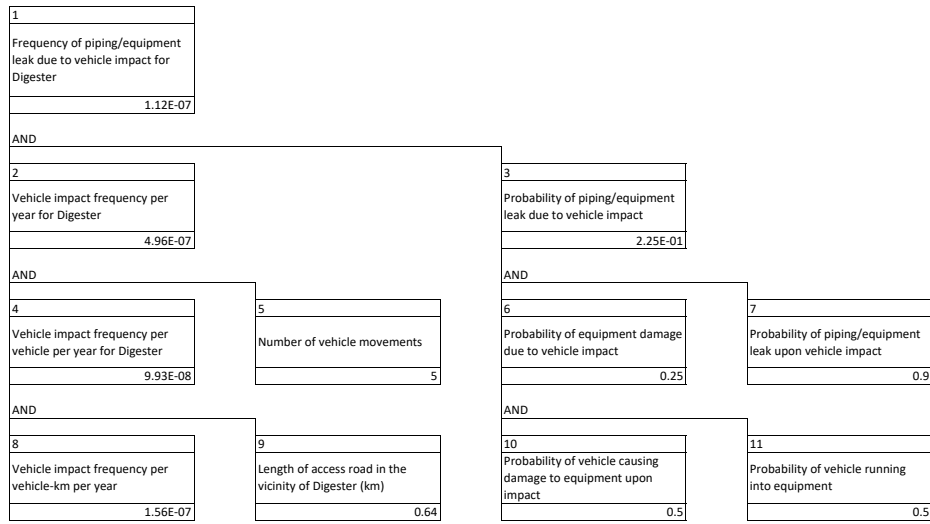 1
Frequency of piping/equipment
leak due to vehicle impact for
Digester
1.12E-07
AND
2
Vehicle impact frequency per
year for Digester
4.96E-07
3
Probability of piping/equipment
leak due to vehicle impact
2.25E-01
AND
AND
4
Vehicle impact frequency per
vehicle per year for Digester
9.93E-08
5
Number of vehicle movements
5
6
Probability of equipment damage
due to vehicle impact
0.25
7
Probability of piping/equipment
leak upon vehicle impact
0.9
AND
AND
8
Vehicle impact frequency per
vehicle-km per year
1.56E-07
9
Length of access road in the
vicinity of Digester (km)
0.64
10
Probability of vehicle causing
damage to equipment upon
impact
0.5
11
Probability of vehicle running
into equipment
0.5